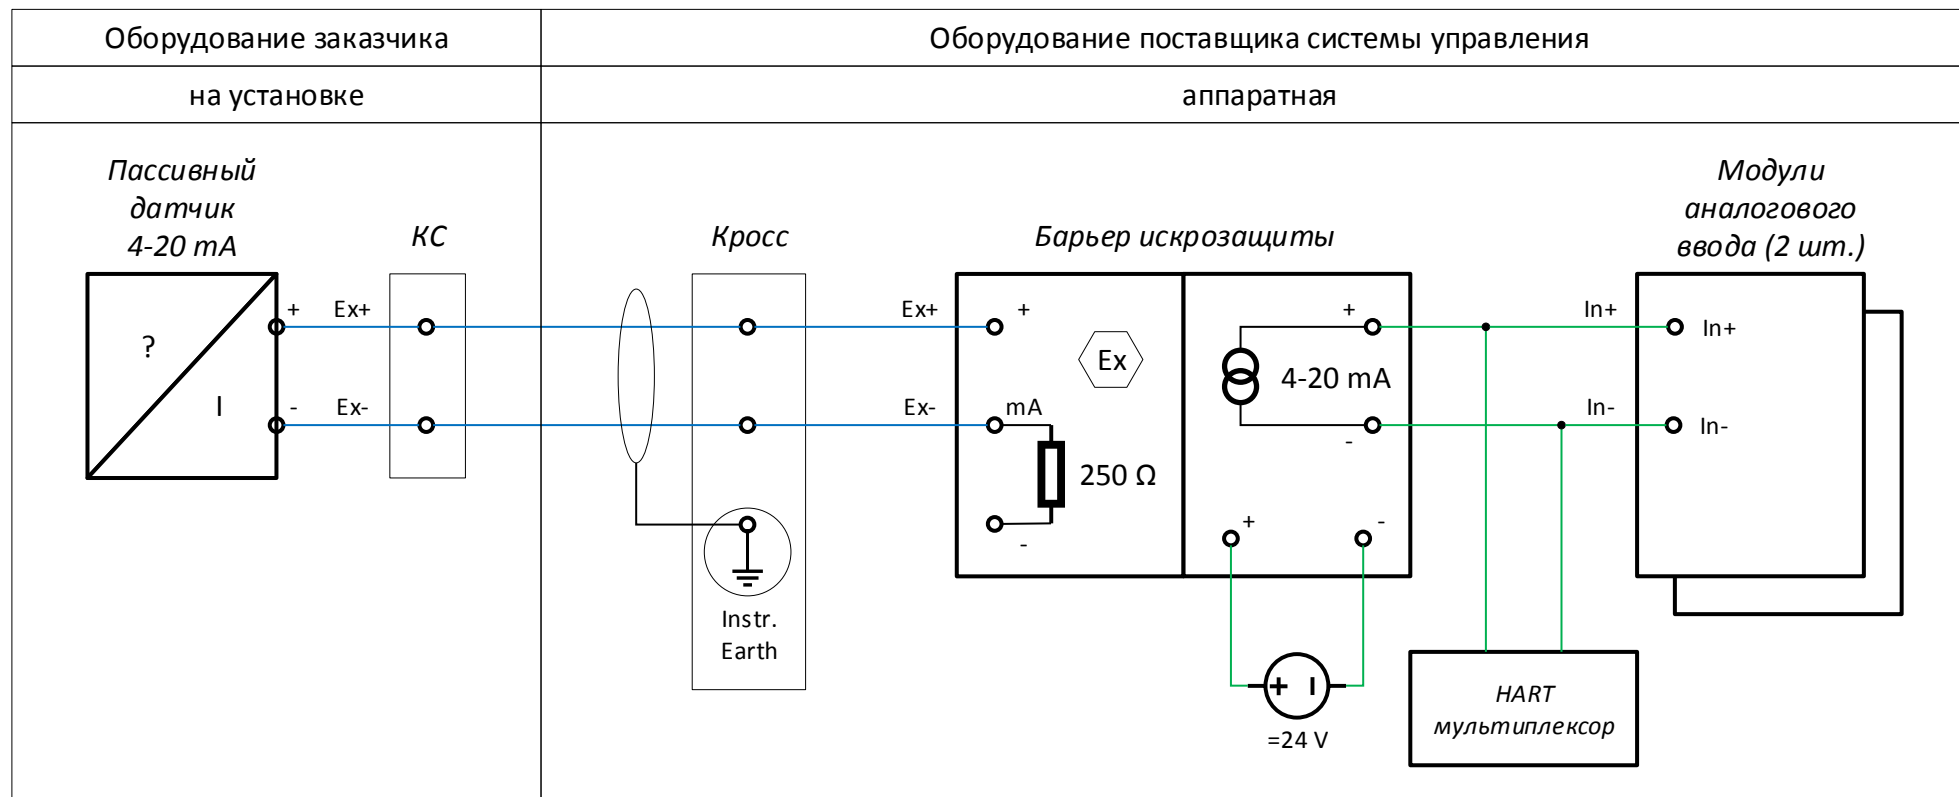 Оборудование заказчика
Оборудование поставщика системы управления
на установке
аппаратная
Пассивный
датчик
4-20 mA
КС
Кросс
Барьер искрозащиты
Модули
аналогового
ввода (2 шт.)
+
Ex+
Ex+
+
+
In+
In+
?
Ex
4-20 mA
I
-
Ex-
Ex-
mA
-
In-
In-
250 Ω
-
+
-
Instr.
Earth
+
I
=24 V
HART
мультиплексор